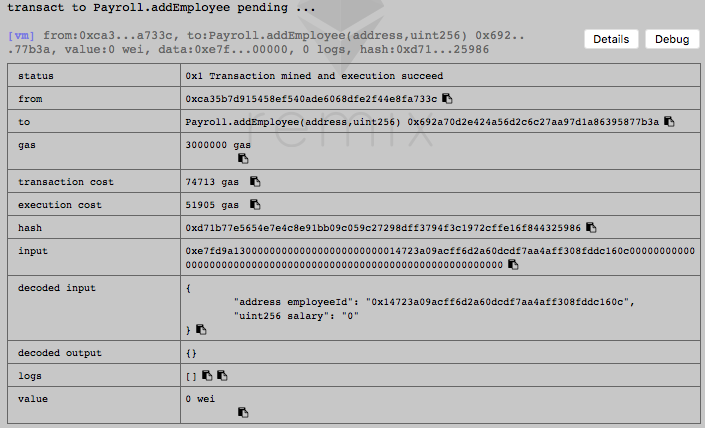 transact to Payroll.addEmployee pending ...
[vm] from:0xca3...a733c, to:Payroll.addEmployee(address,uint256) 0x692..
.77b3a, value:0 wei, data:0xe7f...00000, 0 logs, hash:0xd71...25986
Details
Debug
remix
status 0x1 Transaction mined and execution succeed
from 0xca35b7d915458ef540ade6068dfe2f44e8fa733c
to Payroll.addEmployee(address,uint256) 0x692a70d2e424a56d2c6c27aa97d1a86395877b3a
gas 3000000 gas
transaction cost 74713 gas
execution cost 51905 gas
hash 0xd71b77e5654e7e4c8e91bb09c059c27298dff3794f3c1972cffe16f844325986
input 0xe7fd9a1300000000000000000000000014723a09acff6d2a60dcdf7aa4aff308fddc160c00000000000
00000000000000000000000000000000000000000000000000000
decoded input {
"address employeeId": "0x14723a09acff6d2a60dcdf7aa4aff308fddc160c",
"uint256 salary": "0"
}
decoded output {}
logs []
value 0 wei